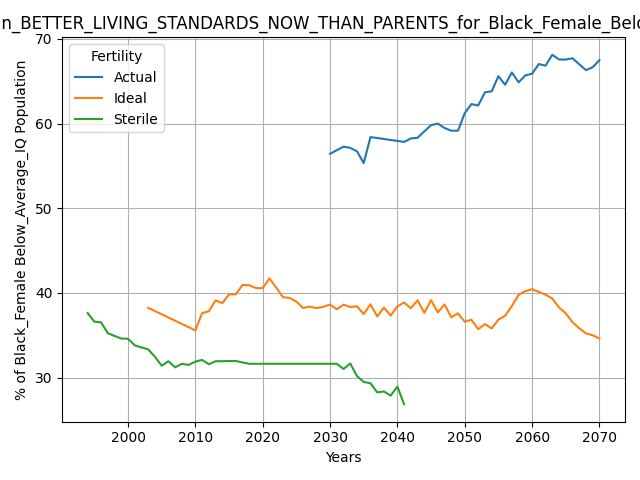 n_BETTER_LIVING_STANDARDS_NOW_THAN_PARENTS_for_Black_Female_Belo
% of Black_Female Below_Average_IQ Population
70
60
50
40
30
Fertility
Actual
Ideal
Sterile
2000 2010 2020 2030 2040 2050 2060 2070
Years